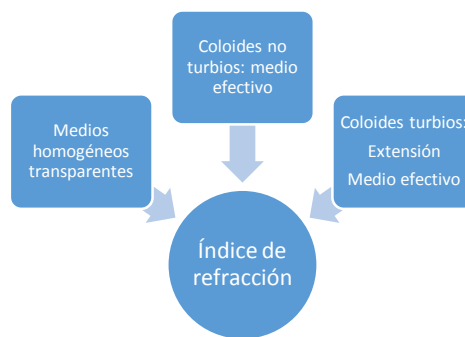 Coloides no
turbios: medio
efectivo
Medios
homogéneos
transparentes
Coloides turbios:
Extensión
Medio efectivo
Índice de
refracción